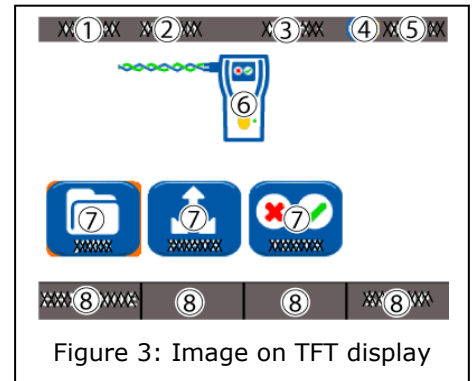 ① ② ③ ④ ⑤
⑥
⑦ ⑦ ⑦
⑧ ⑧ ⑧ ⑧
Figure 3: Image on TFT display